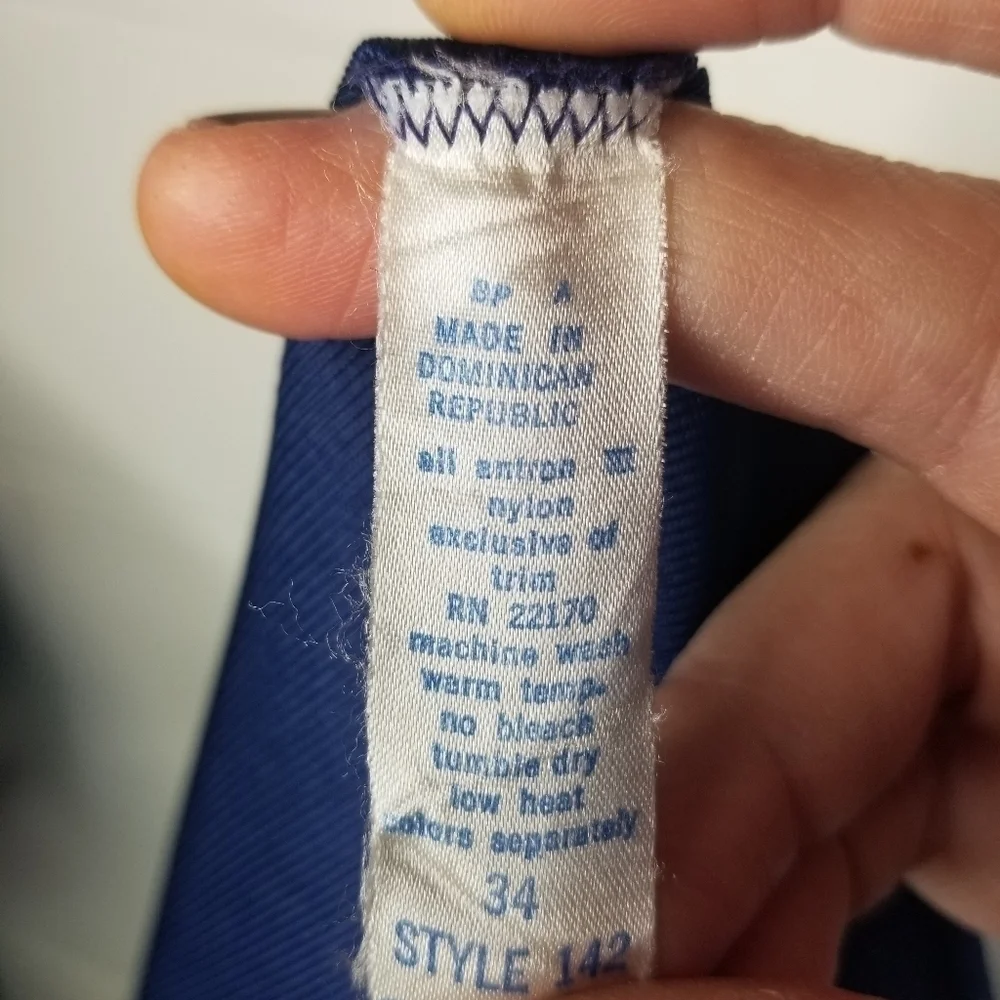 MADE IN
DOMINICAN
REPUBLIC
all antron III
nylon
exclusive of
trim
RN 22170
machine wash
warm temp.
no bleach
tumble dry
low heat
colors separately
34
STYLE 142